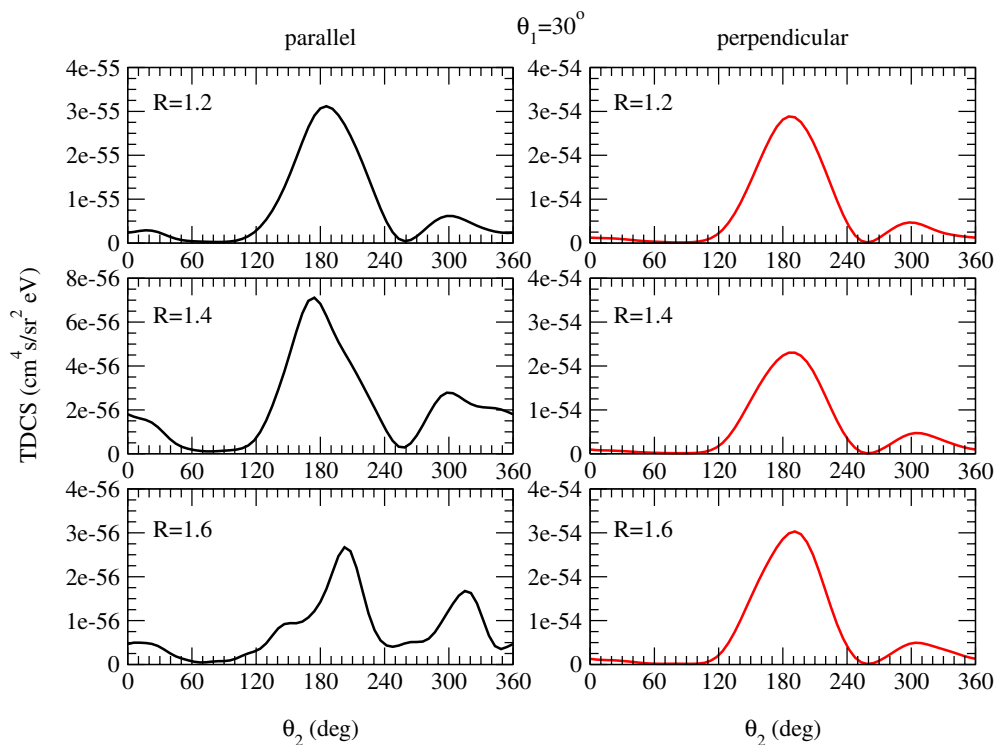 θ1=30o
parallel
perpendicular
4e-55
3e-55
2e-55
1e-55
0
R=1.2
0 60 120 180 240 300 360
4e-54
3e-54
2e-54
1e-54
0
R=1.2
0 60 120 180 240 300 360
TDCS (cm4s/sr2 eV)
8e-56
6e-56
4e-56
2e-56
0
R=1.4
0 60 120 180 240 300 360
4e-54
3e-54
2e-54
1e-54
0
R=1.4
0 60 120 180 240 300 360
4e-56
3e-56
2e-56
1e-56
0
R=1.6
0 60 120 180 240 300 360
θ2 (deg)
4e-54
3e-54
2e-54
1e-54
0
R=1.6
0 60 120 180 240 300 360
θ2 (deg)